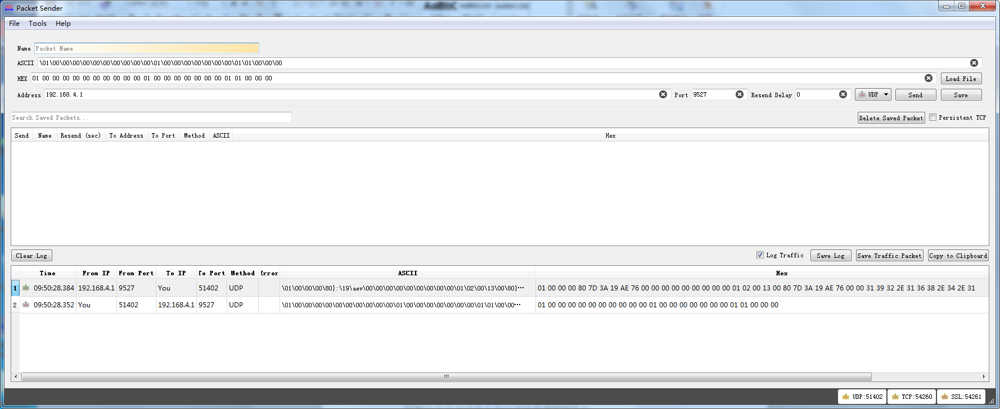 Packet Sender
File Tools Help
Name Packet Name
ASCII \01\00\00\00\00\00\00\00\00\00\00\01\00\00\00\00\00\00\00\01\01\00\00\00
HEX 01 00 00 00 00 00 00 00 00 00 00 01 00 00 00 00 00 00 00 01 01 00 00 00 Load File
Address 192.168.4.1 Port 9527 Resend Delay 0 UDP Send Save
Search Saved Packets... Delete Saved Packet Persistent TCP
Send Name Resend (sec) To Address To Port Method ASCII Hex
Clear Log Log Traffic Save Log Save Traffic Packet Copy to Clipboard
Time From IP From Port To IP To Port Method Error ASCII Hex
1 09:50:28.384 192.168.4.1 9527 You 51402 UDP \01\00\00\00\80}:\19\aev\00\00\00\00\00\00\00\00\00\01\02\00\13\00\80}... 01 00 00 00 80 7D 3A 19 AE 76 00 00 00 00 00 00 00 00 00 01 02 00 13 00 80 7D 3A 19 AE 76 00 00 31 39 32 2E 31 36 38 2E 34 2E 31
2 09:50:28.352 You 51402 192.168.4.1 9527 UDP \01\00\00\00\00\00\00\00\00\00\00\01\00\00\00\00\00\00\00\01\01\00\00... 01 00 00 00 00 00 00 00 00 00 00 01 00 00 00 00 00 00 00 01 01 00 00 00
UDP:51402 TCP:54260 SSL:54261